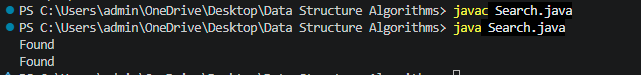 PS C:\Users\admin\OneDrive\Desktop\Data Structure Algorithms> javac Search.java
PS C:\Users\admin\OneDrive\Desktop\Data Structure Algorithms> java Search.java
Found
Found